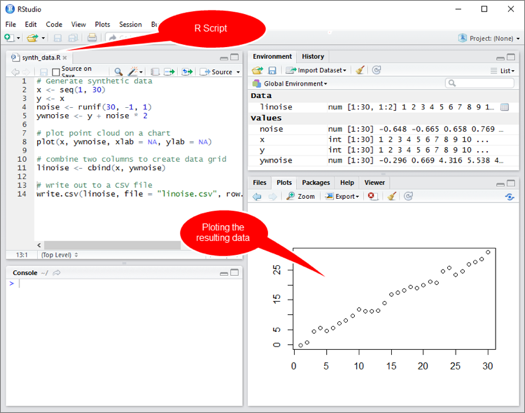 RStudio
File Edit Code View Plots Session
R Script
Project: (None)
synth_data.R
Source on Save
Source
1 # Generate synthetic data
2 x <- seq(1, 30)
3 y <- x
4 noise <- runif(30, -1, 1)
5 ywnoise <- y + noise * 2
6
7 # plot point cloud on a chart
8 plot(x, ywnoise, xlab = NA, ylab = NA)
9
10 # combine two columns to create data grid
11 linoise <- cbind(x, ywnoise)
12
13 # write out to a CSV file
14 write.csv(linoise, file = "linoise.csv", row.
13:1 (Top Level)
Console ~/
>
Environment History
Import Dataset List
Global Environment
Data
linoise num [1:30, 1:2] 1 2 3 4 5 6 7 8 9 1…
Values
noise num [1:30] -0.648 -0.665 0.658 0.769 …
x int [1:30] 1 2 3 4 5 6 7 8 9 10 ...
y int [1:30] 1 2 3 4 5 6 7 8 9 10 ...
ywnoise num [1:30] -0.296 0.669 4.316 5.538 4…
Files Plots Packages Help Viewer
Zoom Export
Ploting the
resulting data
25
15
5
0
0 5 10 15 20 25 30